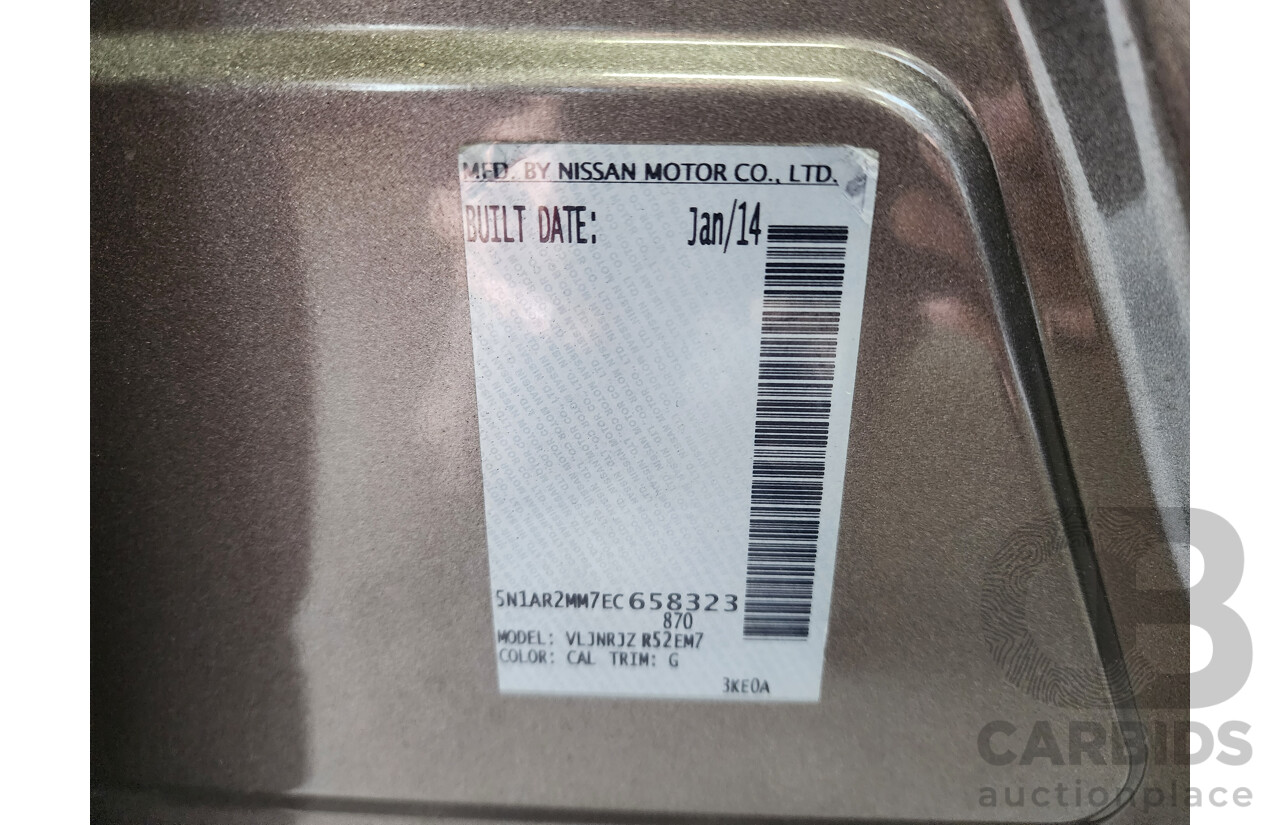 MFD. BY NISSAN MOTOR CO., LTD.
BUILT DATE: Jan/14
5N1AR2MM7EC658323
870
MODEL: VLJNRJZ R52EM7
COLOR: CAL TRIM: G
3KE0A
CARBIDS
auctionplace